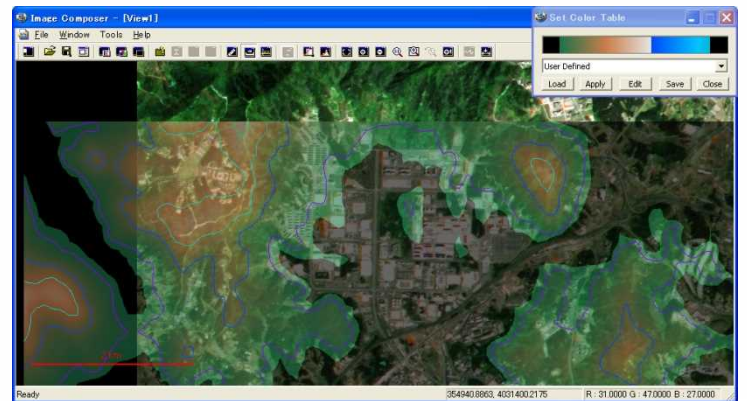 Image Composer - [View1]
File Window Tools Help
Set Color Table
User Defined
Load Apply Edit Save Close
Ready
354940.8863, 4031400.2175
R : 31.0000 G : 47.0000 B : 27.0000